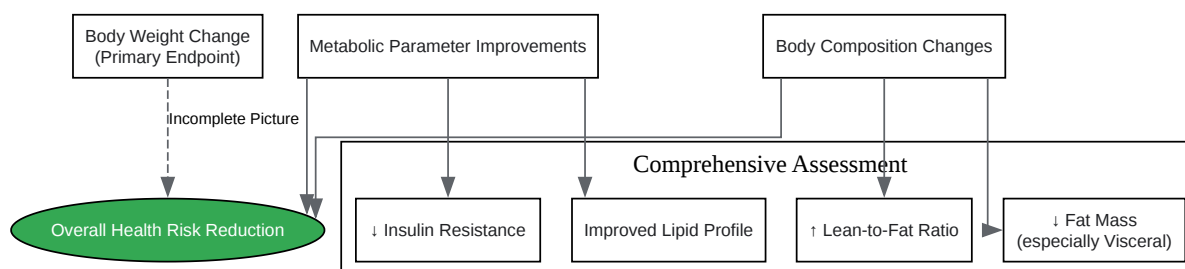 Body Weight Change
(Primary Endpoint)
Metabolic Parameter Improvements
Body Composition Changes
Incomplete Picture
Comprehensive Assessment
Overall Health Risk Reduction
↓ Insulin Resistance
Improved Lipid Profile
↑ Lean-to-Fat Ratio
↓ Fat Mass
(especially Visceral)